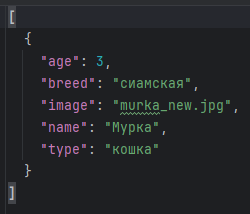 [
  {
    "age": 3,
    "breed": "сиамская",
    "image": "murka_new.jpg",
    "name": "Мурка",
    "type": "кошка"
  }
]